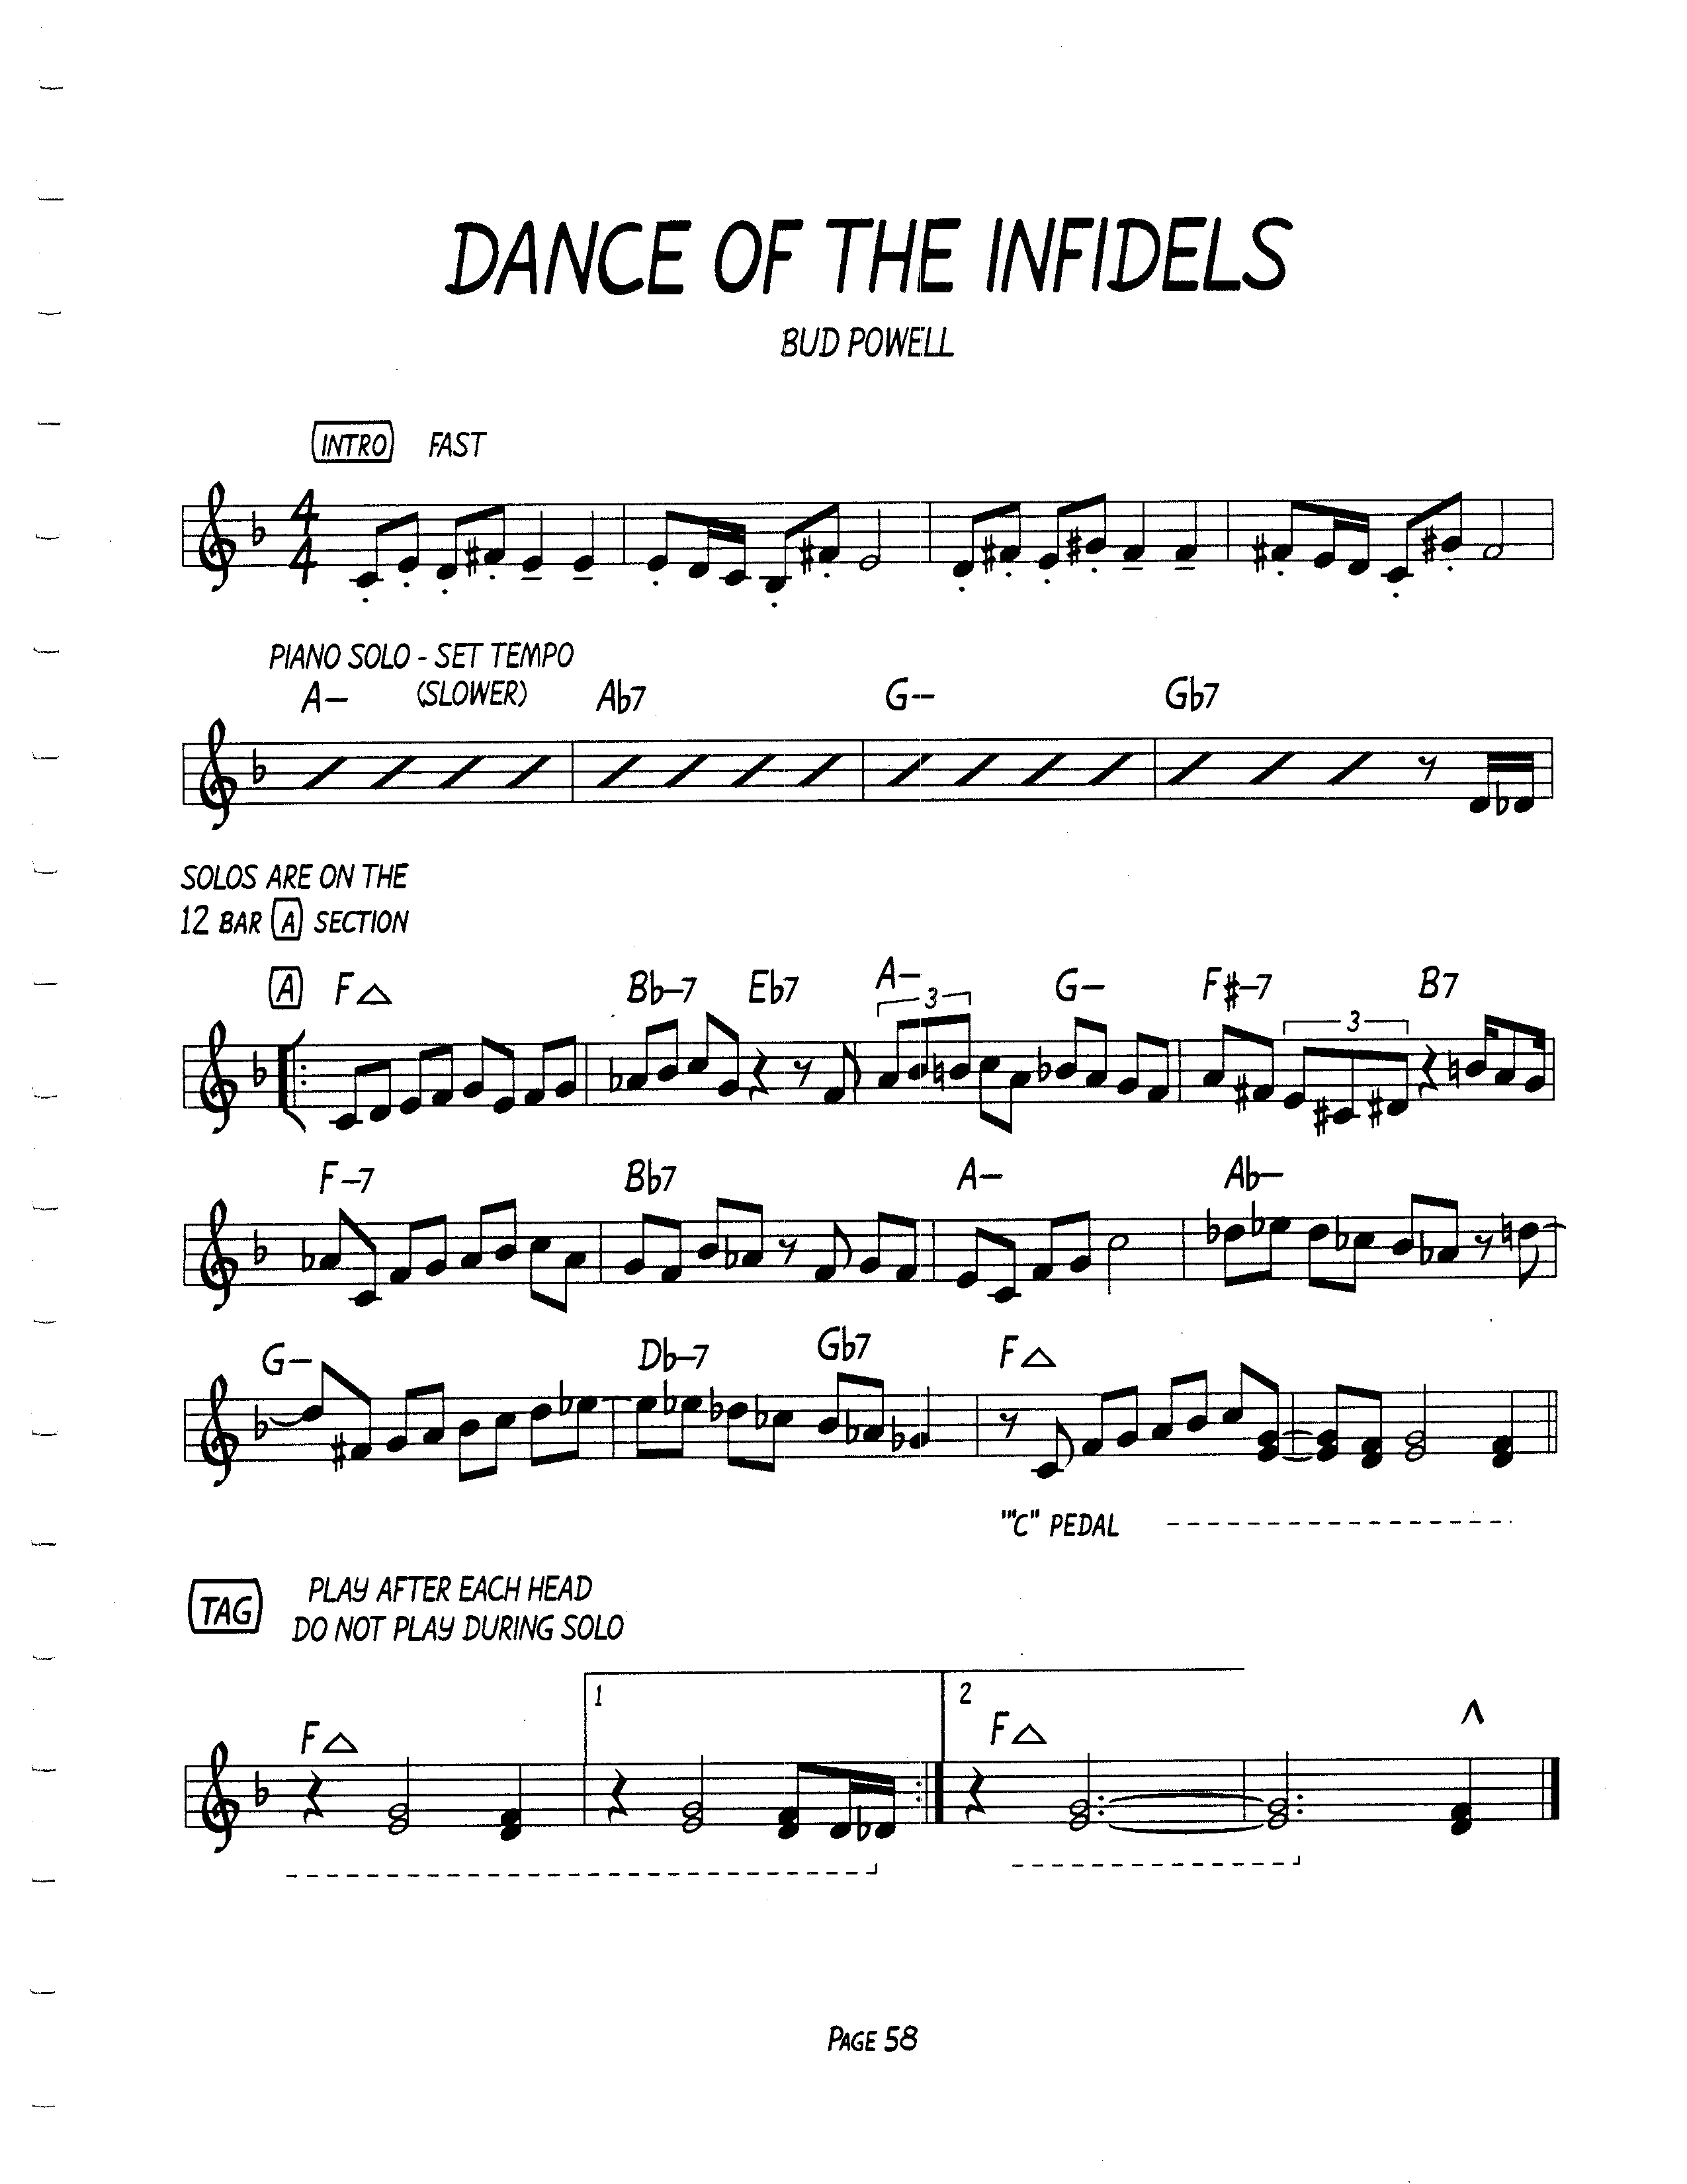 DANCE OF THE INFIDELS
BUD POWELL
INTRO FAST
4
4
PIANO SOLO - SET TEMPO
A– (SLOWER) Ab7 G– Gb7
SOLOS ARE ON THE
12 BAR A SECTION
A F△ Bb–7 Eb7 A– G– F#–7 B7
3 3
F–7 Bb7 A– Ab–
G– Db–7 Gb7 F△
"'C" PEDAL
TAG PLAY AFTER EACH HEAD
DO NOT PLAY DURING SOLO
1 2
F△ F△
PAGE 58